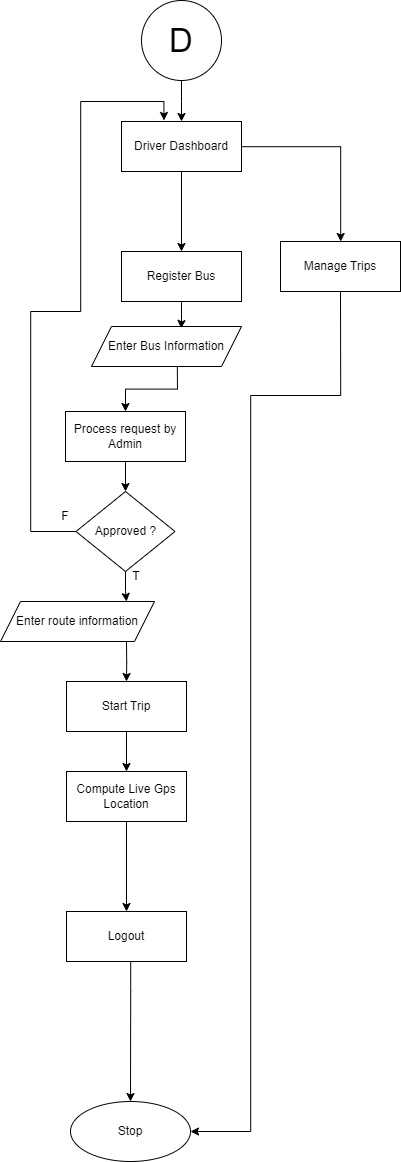 D
Driver Dashboard
Manage Trips
Register Bus
Enter Bus Information
Process request by
Admin
F
Approved ?
T
Enter route information
Start Trip
Compute Live Gps
Location
Logout
Stop